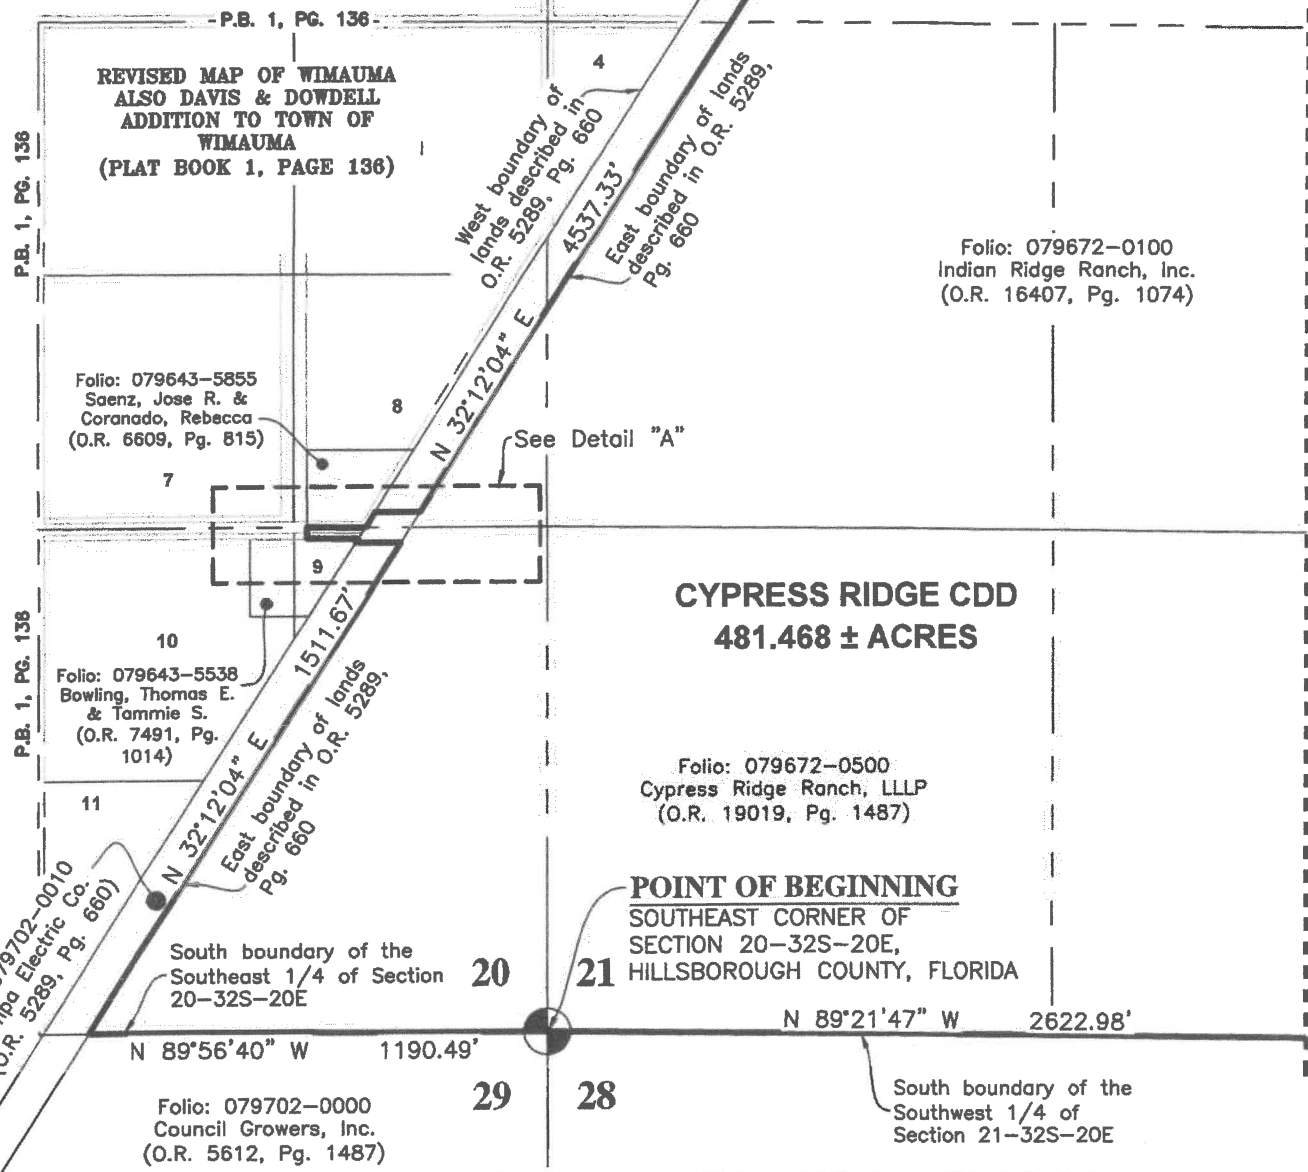 P.B. 1, PG. 136
REVISED MAP OF WIMAUMA
ALSO DAVIS & DOWDELL
ADDITION TO TOWN OF
WIMAUMA
(PLAT BOOK 1, PAGE 136)
P.B. 1, PG. 136
4
West boundary of
lands described in
O.R. 5289, Pg. 660
4537.33'
East boundary of lands
described in O.R. 5289,
Pg. 660
Folio: 079672-0100
Indian Ridge Ranch, Inc.
(O.R. 16407, Pg. 1074)
N 32°12'04" E
Folio: 079643-5855
Saenz, Jose R. &
Coranado, Rebecca
(O.R. 6609, Pg. 815)
8
See Detail "A"
7
9
CYPRESS RIDGE CDD
481.468 ± ACRES
1511.67'
10
P.B. 1, PG. 136
Folio: 079643-5538
Bowling, Thomas E.
& Tammie S.
(O.R. 7491, Pg.
1014)
N 32°12'04" E
East boundary of lands
described in O.R. 5289,
Pg. 660
11
Folio: 079672-0500
Cypress Ridge Ranch, LLLP
(O.R. 19019, Pg. 1487)
79702-0010
Electric Co.
(O.R. 5289, Pg. 660)
POINT OF BEGINNING
SOUTHEAST CORNER OF
SECTION 20-32S-20E,
HILLSBOROUGH COUNTY, FLORIDA
South boundary of the
Southeast 1/4 of Section
20-32S-20E
20
21
N 89°56'40" W 1190.49'
N 89°21'47" W 2622.98'
29
28
Folio: 079702-0000
Council Growers, Inc.
(O.R. 5612, Pg. 1487)
South boundary of the
Southwest 1/4 of
Section 21-32S-20E